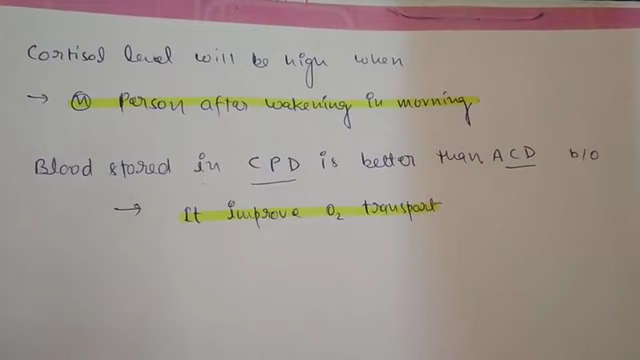 Cortisol level will be high when
→ Ⓝ Person after wakening in morning
Blood stored in CPD is better than ACD b/o
→ It improve O₂ transport